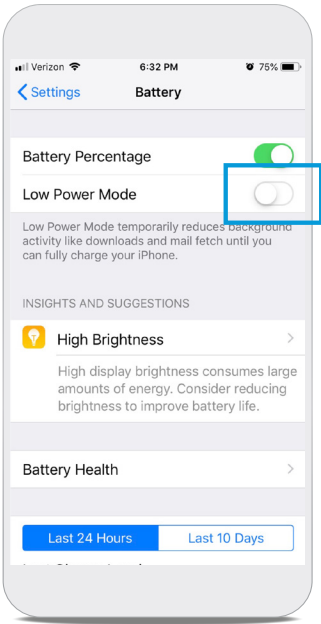 Verizon 6:32 PM 75%
Settings Battery
Battery Percentage
Low Power Mode
Low Power Mode temporarily reduces background
activity like downloads and mail fetch until you
can fully charge your iPhone.
INSIGHTS AND SUGGESTIONS
High Brightness
High display brightness consumes large
amounts of energy. Consider reducing
brightness to improve battery life.
Battery Health
Last 24 Hours Last 10 Days